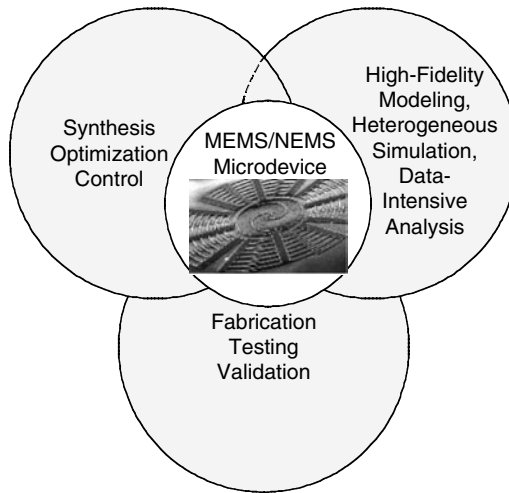 Synthesis
Optimization
Control
MEMS/NEMS
Microdevice
High-Fidelity
Modeling,
Heterogeneous
Simulation,
Data-
Intensive
Analysis
Fabrication
Testing
Validation